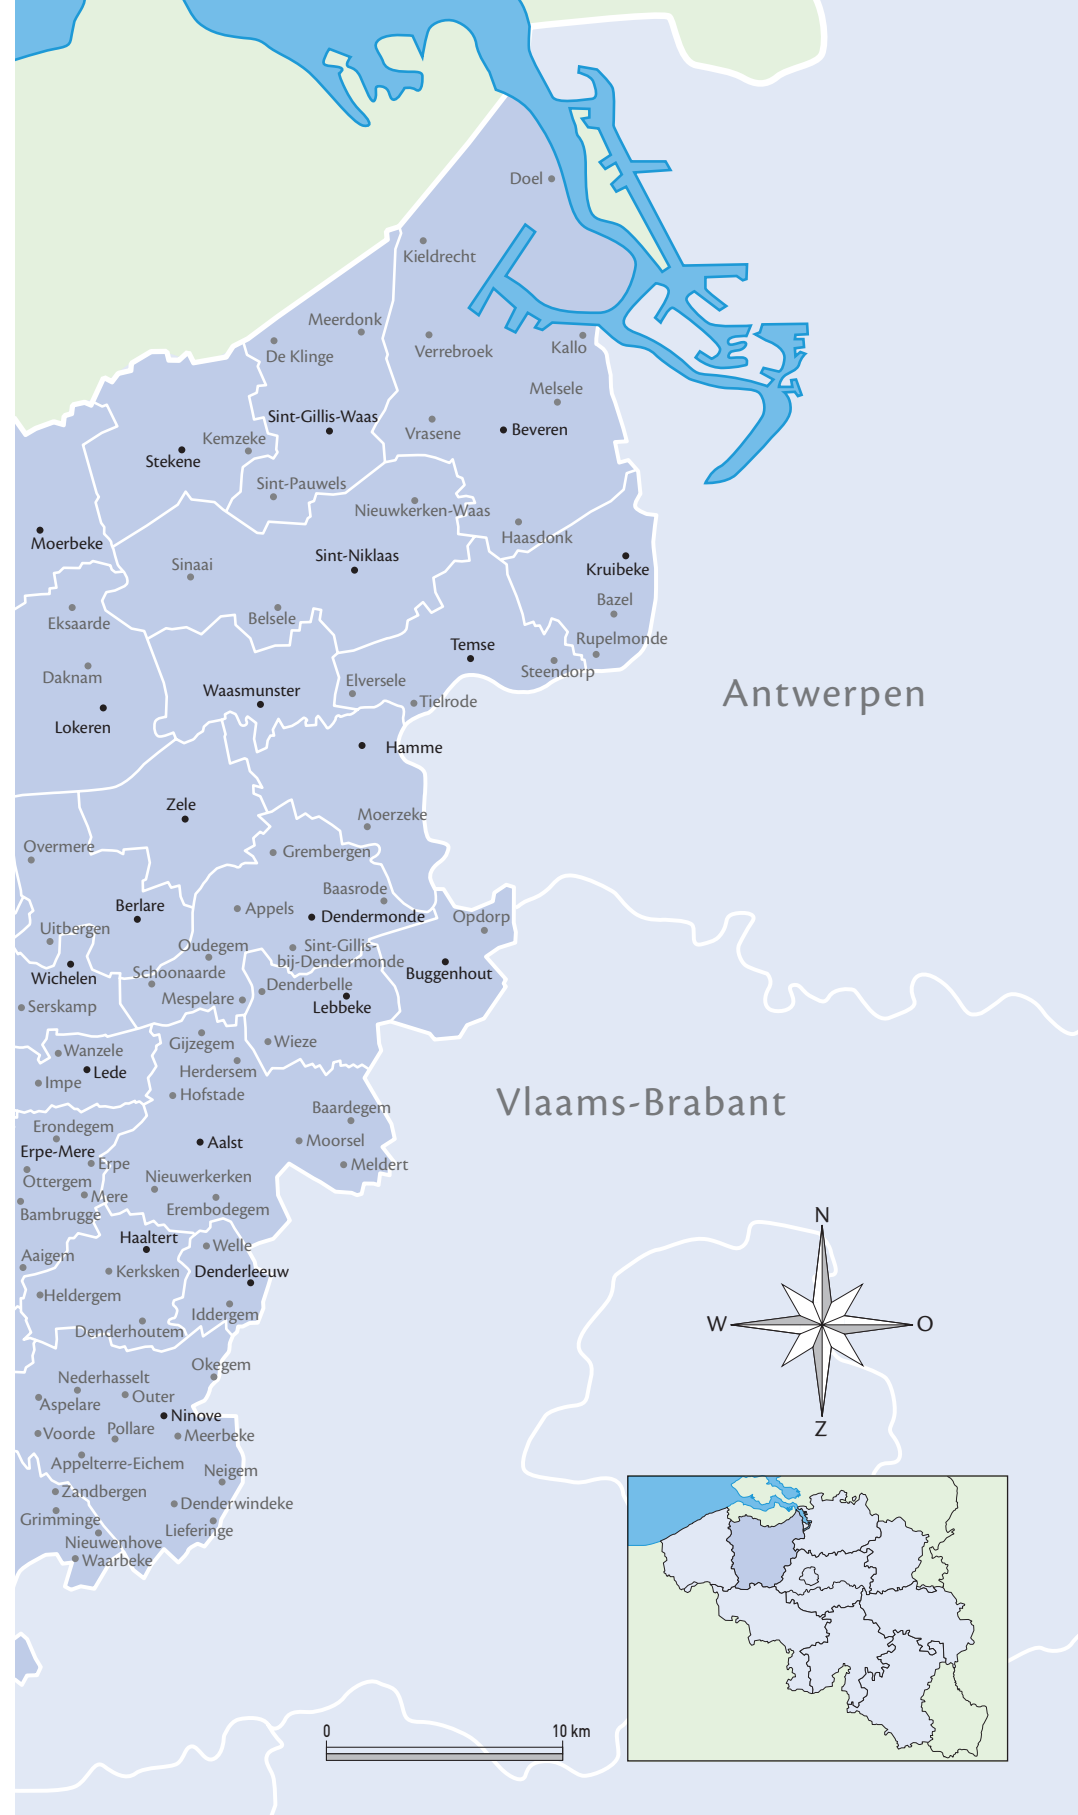 Doel
Kieldrecht
Meerdonk
De Klinge
Verrebroek
Kallo
Melsele
Sint-Gillis-Waas
Vrasene
Beveren
Kemzeke
Stekene
Sint-Pauwels
Nieuwkerken-Waas
Haasdonk
Moerbeke
Sinaai
Sint-Niklaas
Kruibeke
Bazel
Eksaarde
Belsele
Rupelmonde
Temse
Steendorp
Daknam
Elversele
Waasmunster
Tielrode
Antwerpen
Lokeren
Hamme
Zele
Moerzeke
Overmere
Grembergen
Baasrode
Berlare
Appels
Dendermonde
Opdorp
Uitbergen
Oudegem
Sint-Gillis-
bij-Dendermonde
Wichelen
Schoonaarde
Buggenhout
Denderbelle
Mespelare
Serskamp
Lebbeke
Wanzele
Gijzegem
Wieze
Lede
Herdersem
Impe
Hofstade
Vlaams-Brabant
Baardegem
Erondegem
Aalst
Moorsel
Erpe-Mere
Erpe
Meldert
Ottergem
Nieuwerkerken
Mere
Bambrugge
Erembodegem
N
Haaltert
Welle
Aaigem
Kerksken
Denderleeuw
Heldergem
Iddergem
W
O
Denderhoutem
Okegem
Nederhasselt
Outer
Aspelare
Ninove
Z
Voorde
Pollare
Meerbeke
Appelterre-Eichem
Neigem
Zandbergen
Denderwindeke
Grimminge
Lieferinge
Nieuwenhove
Waarbeke
0
10 km